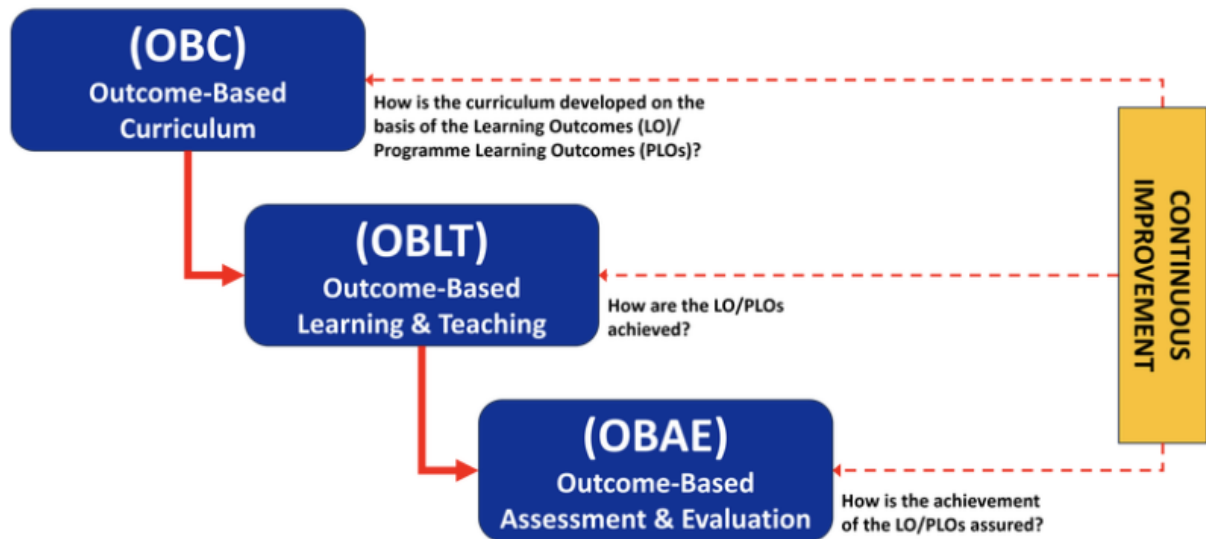 (OBC)
Outcome-Based
Curriculum
How is the curriculum developed on the
basis of the Learning Outcomes (LO)/
Programme Learning Outcomes (PLOs)?
(OBLT)
Outcome-Based
Learning & Teaching
How are the LO/PLOs
achieved?
(OBAE)
Outcome-Based
Assessment & Evaluation
How is the achievement
of the LO/PLOs assured?
CONTINUOUS
IMPROVEMENT